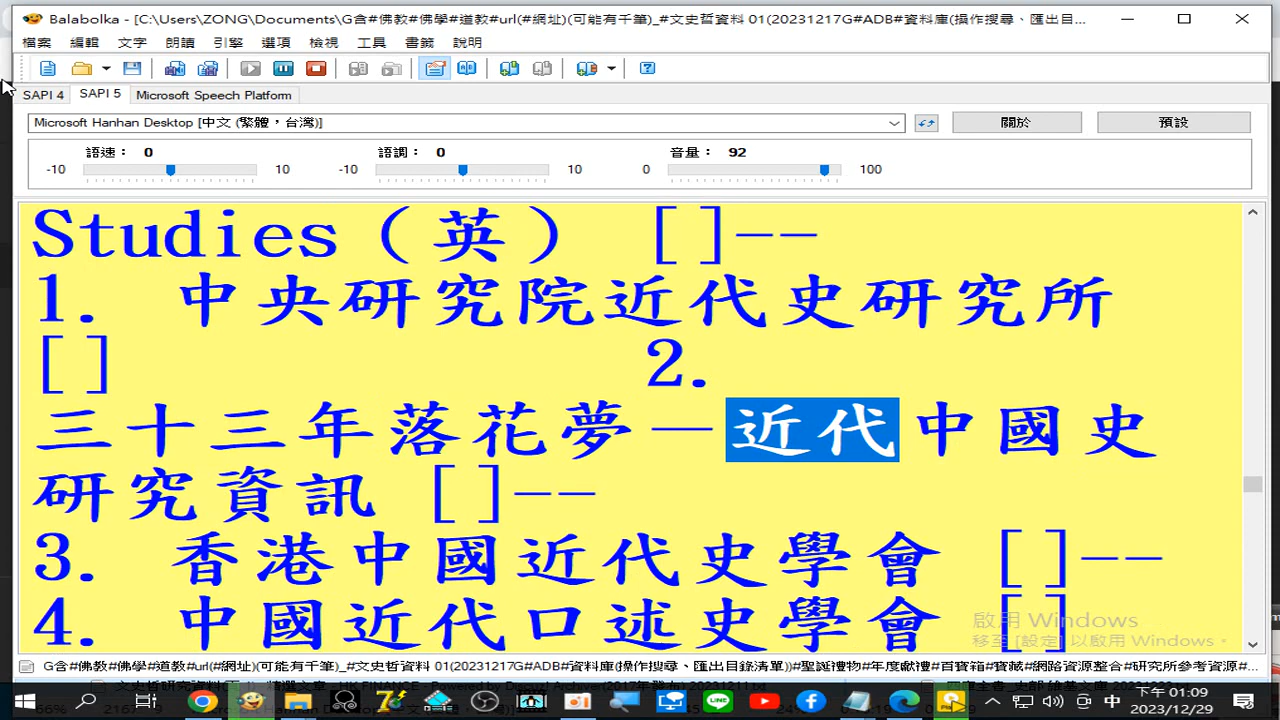 Balabolka - [C:\Users\ZONG\Documents\G含#佛教#佛學#道教#url(#網址)(可能有千筆)_#文史哲資料 01(20231217G#ADB#資料庫(操作搜尋、匯出目...
檔案 編輯 文字 朗讀 引擎 選項 檢視 工具 書籤 說明
SAPI 4 SAPI 5 Microsoft Speech Platform
Microsoft Hanhan Desktop [中文 (繁體，台灣)] 關於 預設
語速： 0 語調： 0 音量： 92
-10 10 -10 10 0 100
Studies（英） []--
1. 中央研究院近代史研究所
[] 2.
三十三年落花夢—近代中國史
研究資訊 []--
3. 香港中國近代史學會 []--
4. 中國近代口述史學會 []
啟用 Windows
移至 [設定] 以啟用 Windows。
G含#佛教#佛學#道教#url(#網址)(可能有千筆)_#文史哲資料 01(20231217G#ADB#資料庫(操作搜尋、匯出目錄清單))#聖誕禮物#年度獻禮#百寶箱#寶藏#網路資源整合#研究所參考資源#...
中 下午 01:09
2023/12/29